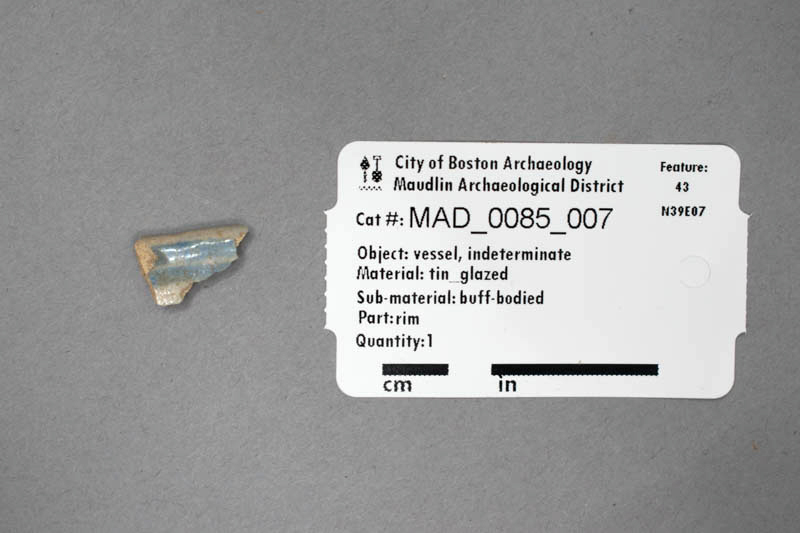 City of Boston Archaeology
Maudlin Archaeological District
Feature:
43
N39E07
Cat #: MAD_0085_007
Object: vessel, indeterminate
Material: tin_glazed
Sub-material: buff-bodied
Part:rim
Quantity:1
cm
in